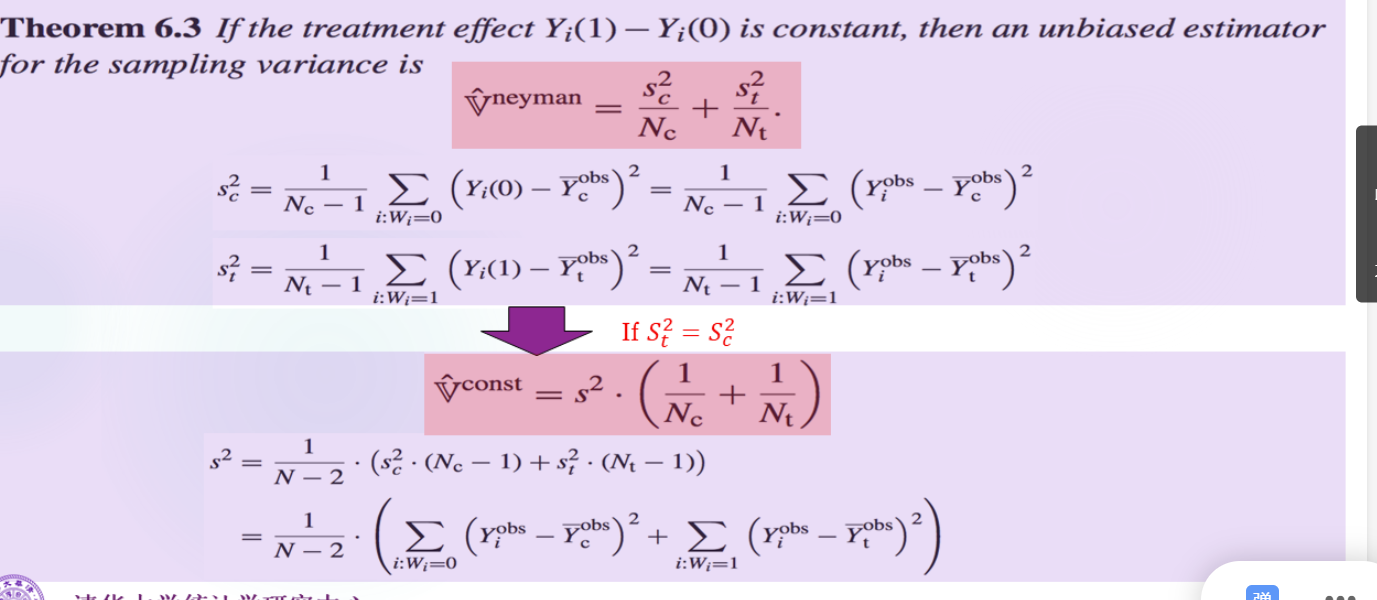 Theorem 6.3 If the treatment effect Yᵢ(1) − Yᵢ(0) is constant, then an unbiased estimator
for the sampling variance is
$\hat{\mathbb{V}}^{\text{neyman}} = \frac{s_c^2}{N_c} + \frac{s_t^2}{N_t}.$
$s_c^2 = \frac{1}{N_c - 1} \sum_{i:W_i=0} \left(Y_i(0) - \overline{Y}_c^{\text{obs}}\right)^2 = \frac{1}{N_c - 1} \sum_{i:W_i=0} \left(Y_i^{\text{obs}} - \overline{Y}_c^{\text{obs}}\right)^2$
$s_t^2 = \frac{1}{N_t - 1} \sum_{i:W_i=1} \left(Y_i(1) - \overline{Y}_t^{\text{obs}}\right)^2 = \frac{1}{N_t - 1} \sum_{i:W_i=1} \left(Y_i^{\text{obs}} - \overline{Y}_t^{\text{obs}}\right)^2$
If $S_t^2 = S_c^2$
$\hat{\mathbb{V}}^{\text{const}} = s^2 \cdot \left(\frac{1}{N_c} + \frac{1}{N_t}\right)$
$s^2 = \frac{1}{N - 2} \cdot \left(s_c^2 \cdot (N_c - 1) + s_t^2 \cdot (N_t - 1)\right)$
$= \frac{1}{N - 2} \cdot \left(\sum_{i:W_i=0} \left(Y_i^{\text{obs}} - \overline{Y}_c^{\text{obs}}\right)^2 + \sum_{i:W_i=1} \left(Y_i^{\text{obs}} - \overline{Y}_t^{\text{obs}}\right)^2\right)$
弹